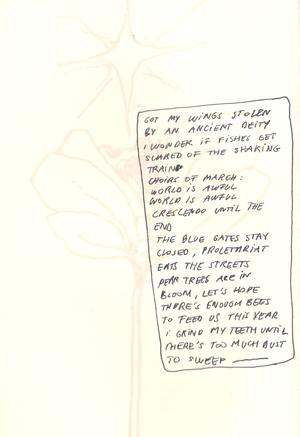 GOT MY WINGS STOLEN
BY AN ANCIENT DEITY
I WONDER IF FISHES GET
SCARED OF THE SHAKING
TRAIN
CHOIRS OF MARCH:
WORLD IS AWFUL
WORLD IS AWFUL
CRESCENDO UNTIL THE
END
THE BLUE GATES STAY
CLOSED, PROLETARIAT
EATS THE STREETS
PEAR TREES ARE IN
BLOOM, LET'S HOPE
THERE'S ENOUGH BEES
TO FEED US THIS YEAR
I GRIND MY TEETH UNTIL
THERE'S TOO MUCH DUST
TO SWEEP